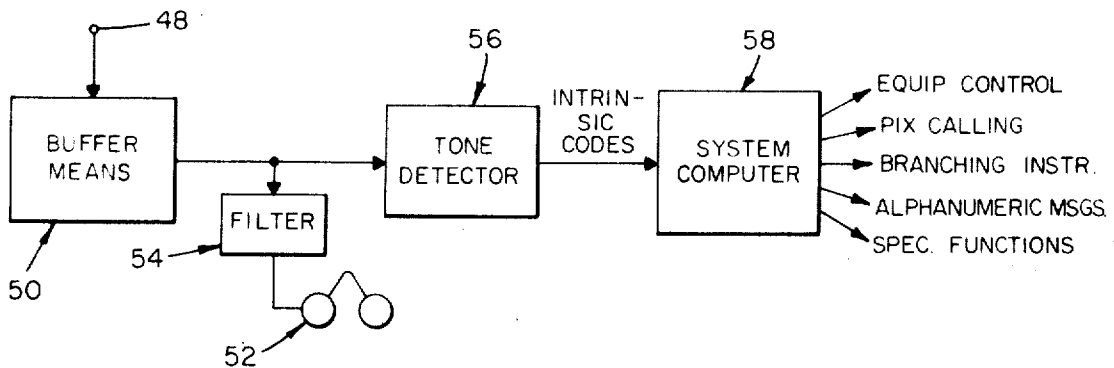 48
BUFFER
MEANS
50
FILTER
54
52
56
TONE
DETECTOR
INTRIN-
SIC
CODES
58
SYSTEM
COMPUTER
EQUIP CONTROL
PIX CALLING
BRANCHING INSTR.
ALPHANUMERIC MSGS.
SPEC. FUNCTIONS